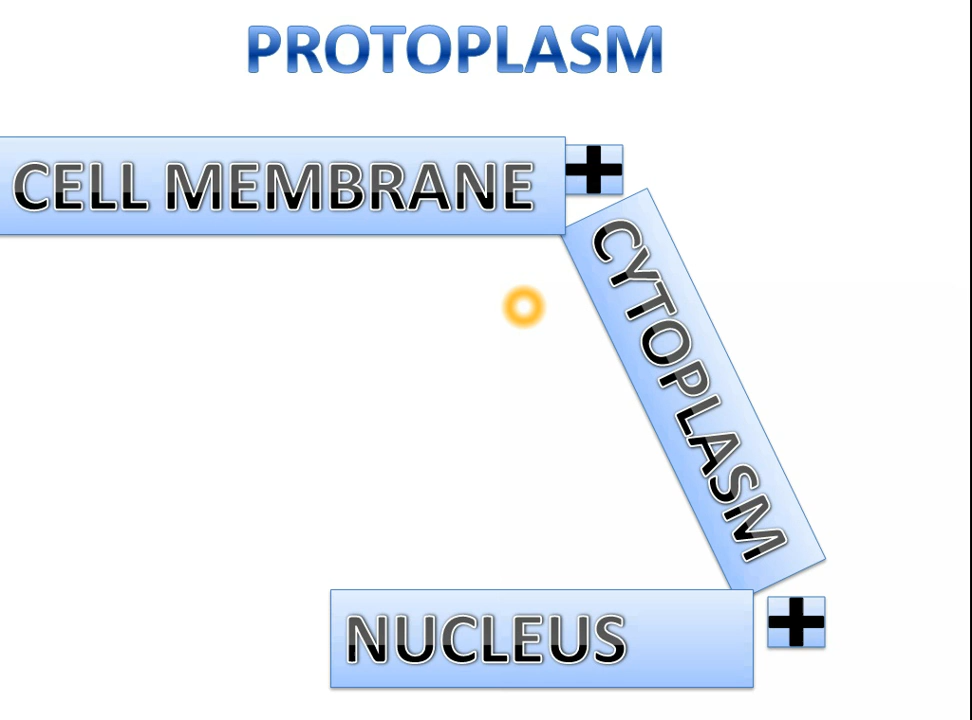 PROTOPLASM
CELL MEMBRANE
+
CYTOPLASM
+
NUCLEUS